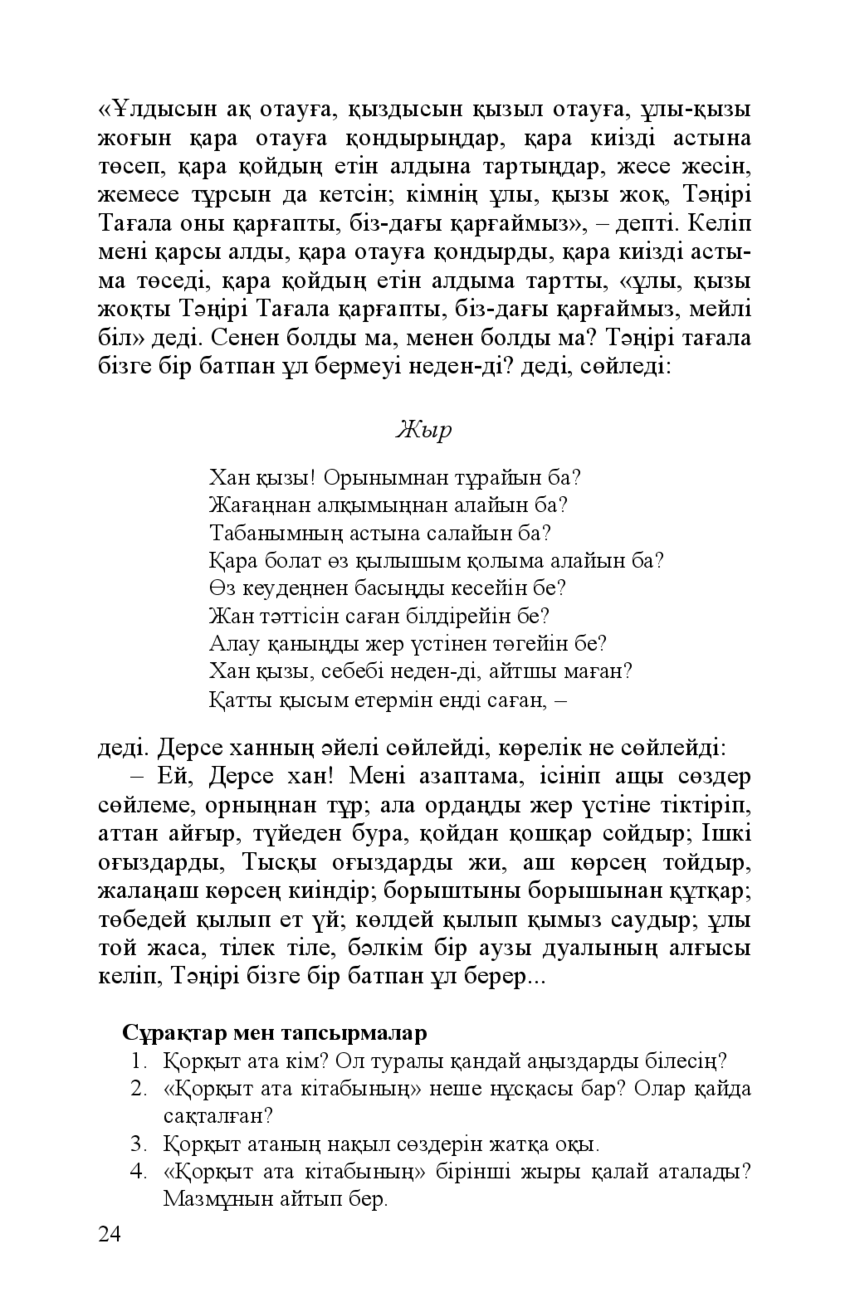 «Ұлдысын ақ отауға, қыздысын қызыл отауға, ұлы-қызы
жоғын қара отауға қондырыңдар, қара киізді астына
төсеп, қара қойдың етін алдына тартыңдар, жесе жесін,
жемесе тұрсын да кетсін; кімнің ұлы, қызы жоқ, Тәңірі
Тағала оны қарғапты, біз-дағы қарғаймыз», – депті. Келіп
мені қарсы алды, қара отауға қондырды, қара киізді асты-
ма төседі, қара қойдың етін алдыма тартты, «ұлы, қызы
жоқты Тәңірі Тағала қарғапты, біз-дағы қарғаймыз, мейлі
біл» деді. Сенен болды ма, менен болды ма? Тәңірі тағала
бізге бір батпан ұл бермеуі неден-ді? деді, сөйледі:
Жыр
Хан қызы! Орынымнан тұрайын ба?
Жағаңнан алқымыңнан алайын ба?
Табанымның астына салайын ба?
Қара болат өз қылышым қолыма алайын ба?
Өз кеудеңнен басыңды кесейін бе?
Жан тәттісін саған білдірейін бе?
Алау қаныңды жер үстінен төгейін бе?
Хан қызы, себебі неден-ді, айтшы маған?
Қатты қысым етермін енді саған, –
деді. Дерсе ханның әйелі сөйлейді, көрелік не сөйлейді:
– Ей, Дерсе хан! Мені азаптама, ісініп ащы сөздер
сөйлеме, орныңнан тұр; ала ордаңды жер үстіне тіктіріп,
аттан айғыр, түйеден бура, қойдан қошқар сойдыр; Ішкі
оғыздарды, Тысқы оғыздарды жи, аш көрсең тойдыр,
жалаңаш көрсең киіндір; борыштыны борышынан құтқар;
төбедей қылып ет үй; көлдей қылып қымыз саудыр; ұлы
той жаса, тілек тіле, бәлкім бір аузы дуалының алғысы
келіп, Тәңірі бізге бір батпан ұл берер...
Сұрақтар мен тапсырмалар
1. Қорқыт ата кім? Ол туралы қандай аңыздарды білесің?
2. «Қорқыт ата кітабының» неше нұсқасы бар? Олар қайда
сақталған?
3. Қорқыт атаның нақыл сөздерін жатқа оқы.
4. «Қорқыт ата кітабының» бірінші жыры қалай аталады?
Мазмұнын айтып бер.
24